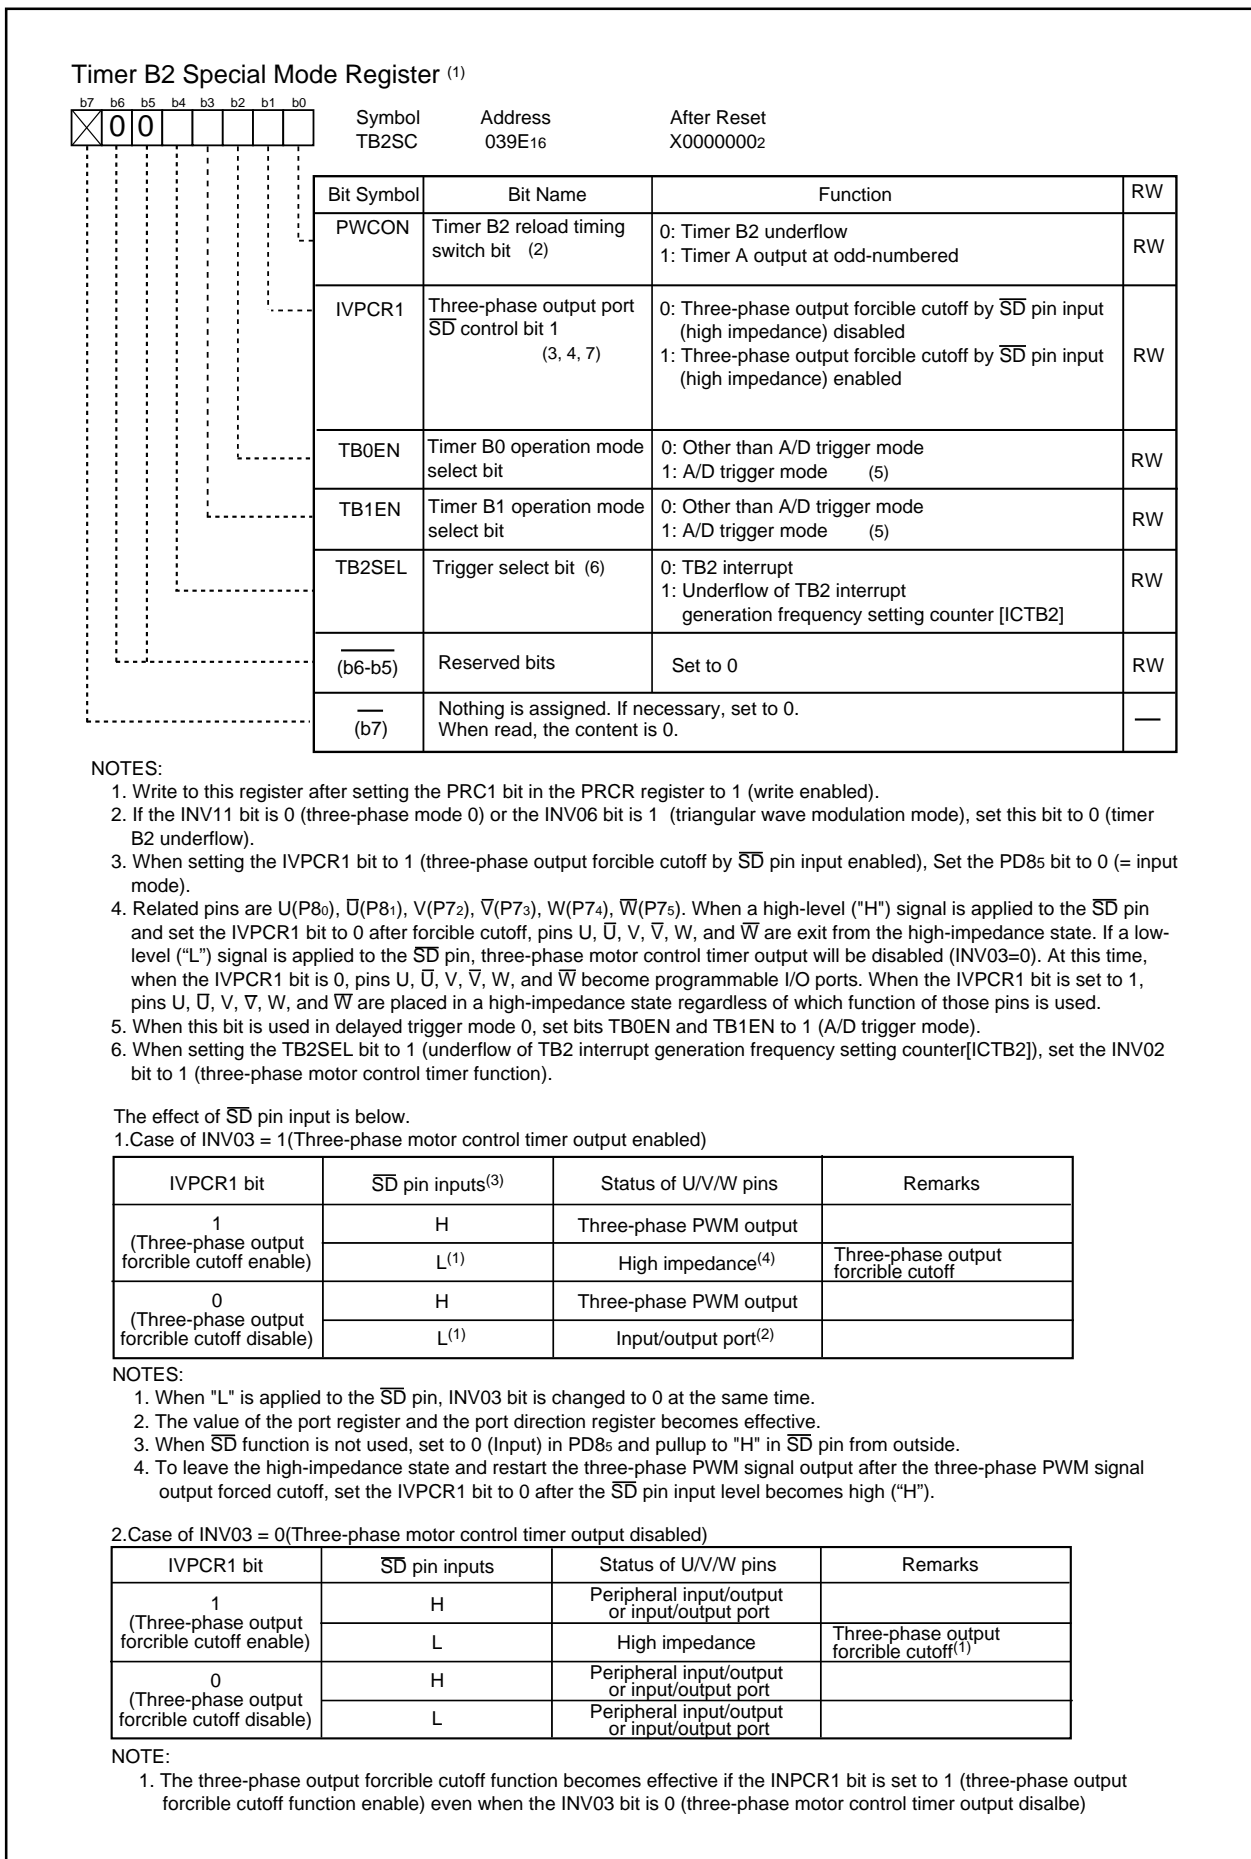 Timer B2 Special Mode Register (1)
b7 b6 b5 b4 b3 b2 b1 b0
0 0
Symbol Address After Reset
TB2SC 039E16 X00000002
Bit Symbol Bit Name Function RW
PWCON Timer B2 reload timing switch bit (2) 0: Timer B2 underflow
1: Timer A output at odd-numbered RW
IVPCR1 Three-phase output port S̅D̅ control bit 1 (3, 4, 7) 0: Three-phase output forcible cutoff by S̅D̅ pin input
(high impedance) disabled
1: Three-phase output forcible cutoff by S̅D̅ pin input
(high impedance) enabled RW
TB0EN Timer B0 operation mode select bit 0: Other than A/D trigger mode
1: A/D trigger mode (5) RW
TB1EN Timer B1 operation mode select bit 0: Other than A/D trigger mode
1: A/D trigger mode (5) RW
TB2SEL Trigger select bit (6) 0: TB2 interrupt
1: Underflow of TB2 interrupt
generation frequency setting counter [ICTB2] RW
(b6-b5) Reserved bits Set to 0 RW
— (b7) Nothing is assigned. If necessary, set to 0.
When read, the content is 0. —
NOTES:
1. Write to this register after setting the PRC1 bit in the PRCR register to 1 (write enabled).
2. If the INV11 bit is 0 (three-phase mode 0) or the INV06 bit is 1 (triangular wave modulation mode), set this bit to 0 (timer
B2 underflow).
3. When setting the IVPCR1 bit to 1 (three-phase output forcible cutoff by S̅D̅ pin input enabled), Set the PD85 bit to 0 (= input
mode).
4. Related pins are U(P80), U̅(P81), V(P72), V̅(P73), W(P74), W̅(P75). When a high-level ("H") signal is applied to the S̅D̅ pin
and set the IVPCR1 bit to 0 after forcible cutoff, pins U, U̅, V, V̅, W, and W̅ are exit from the high-impedance state. If a low-
level (“L”) signal is applied to the S̅D̅ pin, three-phase motor control timer output will be disabled (INV03=0). At this time,
when the IVPCR1 bit is 0, pins U, U̅, V, V̅, W, and W̅ become programmable I/O ports. When the IVPCR1 bit is set to 1,
pins U, U̅, V, V̅, W, and W̅ are placed in a high-impedance state regardless of which function of those pins is used.
5. When this bit is used in delayed trigger mode 0, set bits TB0EN and TB1EN to 1 (A/D trigger mode).
6. When setting the TB2SEL bit to 1 (underflow of TB2 interrupt generation frequency setting counter[ICTB2]), set the INV02
bit to 1 (three-phase motor control timer function).
The effect of S̅D̅ pin input is below.
1.Case of INV03 = 1(Three-phase motor control timer output enabled)
IVPCR1 bit S̅D̅ pin inputs(3) Status of U/V/W pins Remarks
1
(Three-phase output
forcrible cutoff enable) H Three-phase PWM output
L(1) High impedance(4) Three-phase output
forcrible cutoff
0
(Three-phase output
forcrible cutoff disable) H Three-phase PWM output
L(1) Input/output port(2)
NOTES:
1. When "L" is applied to the S̅D̅ pin, INV03 bit is changed to 0 at the same time.
2. The value of the port register and the port direction register becomes effective.
3. When S̅D̅ function is not used, set to 0 (Input) in PD85 and pullup to "H" in S̅D̅ pin from outside.
4. To leave the high-impedance state and restart the three-phase PWM signal output after the three-phase PWM signal
output forced cutoff, set the IVPCR1 bit to 0 after the S̅D̅ pin input level becomes high (“H”).
2.Case of INV03 = 0(Three-phase motor control timer output disabled)
IVPCR1 bit S̅D̅ pin inputs Status of U/V/W pins Remarks
1
(Three-phase output
forcrible cutoff enable) H Peripheral input/output
or input/output port
L High impedance Three-phase output
forcrible cutoff(1)
0
(Three-phase output
forcrible cutoff disable) H Peripheral input/output
or input/output port
L Peripheral input/output
or input/output port
NOTE:
1. The three-phase output forcrible cutoff function becomes effective if the INPCR1 bit is set to 1 (three-phase output
forcrible cutoff function enable) even when the INV03 bit is 0 (three-phase motor control timer output disalbe)